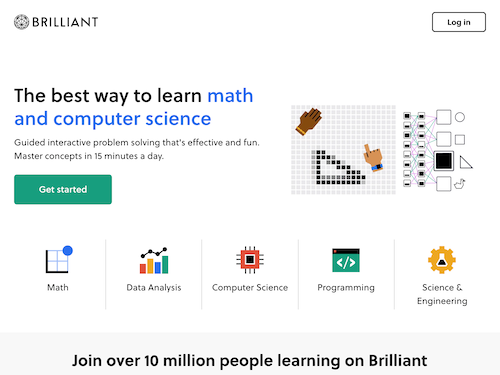 BRILLIANT
Log in
The best way to learn math
and computer science
Guided interactive problem solving that's effective and fun.
Master concepts in 15 minutes a day.
Get started
Math
Data Analysis
Computer Science
</>
Programming
Science &
Engineering
Join over 10 million people learning on Brilliant